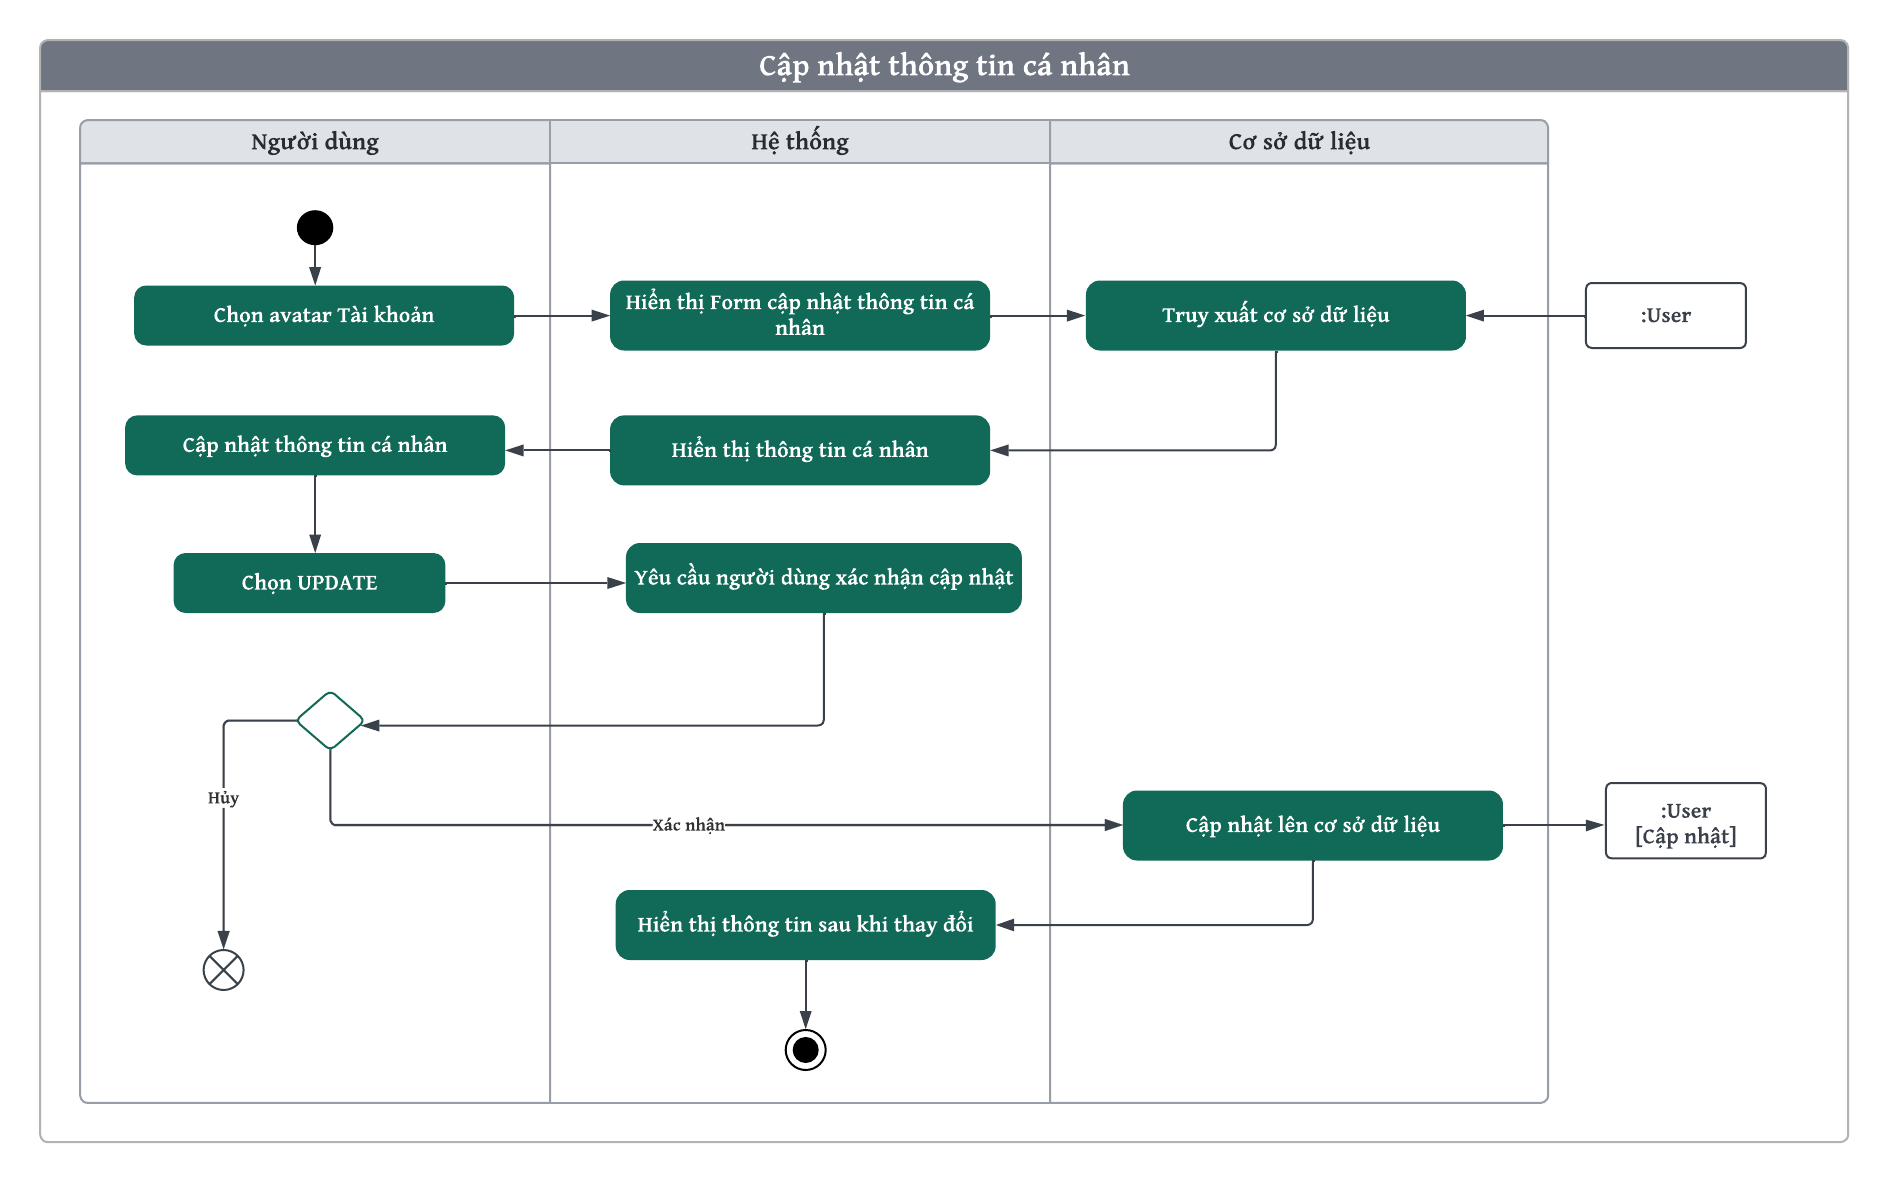 Cập nhật thông tin cá nhân
Người dùng
Hệ thống
Cơ sở dữ liệu
Chọn avatar Tài khoản
Hiển thị Form cập nhật thông tin cá
nhân
Truy xuất cơ sở dữ liệu
:User
Cập nhật thông tin cá nhân
Hiển thị thông tin cá nhân
Chọn UPDATE
Yêu cầu người dùng xác nhận cập nhật
Hủy
Xác nhận
Cập nhật lên cơ sở dữ liệu
:User
[Cập nhật]
Hiển thị thông tin sau khi thay đổi